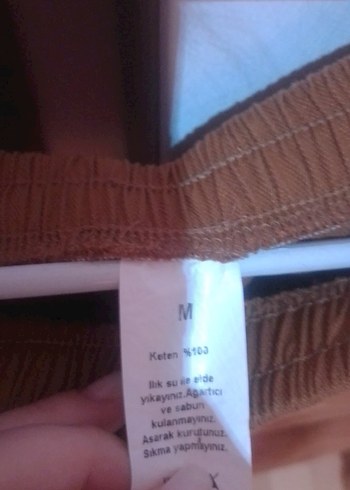 M
Keten %100
Ilık su ile elde
yıkayınız.Ağartıcı
ve sabun
kullanmayınız.
Asarak kurutunuz.
Sıkma yapmayınız.